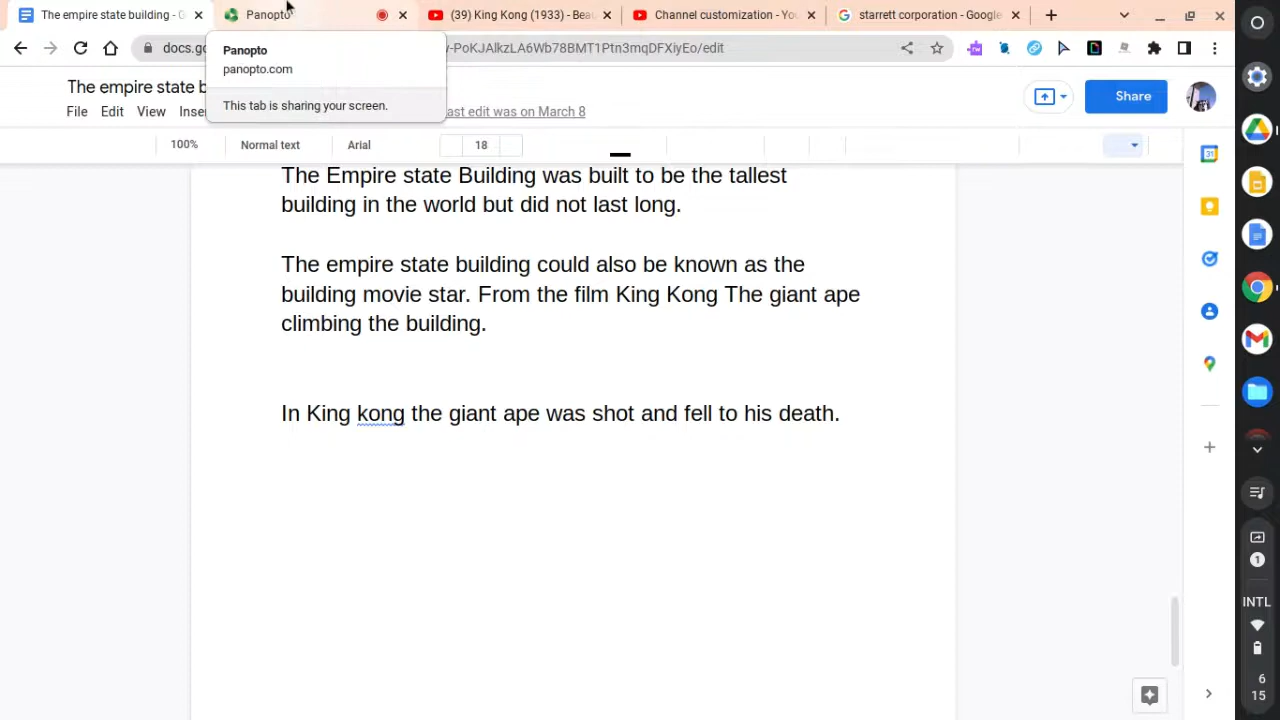 The empire state building - G
Panopto
(39) King Kong (1933) - Beau
Channel customization - You
starrett corporation - Google
docs.go
-PoKJAlkzLA6Wb78BMT1Ptn3mqDFXiyEo/edit
Panopto
panopto.com
This tab is sharing your screen.
The empire state b
File
Edit
View
Inser
ast edit was on March 8
Share
100%
Normal text
Arial
18
The Empire state Building was built to be the tallest
building in the world but did not last long.
The empire state building could also be known as the
building movie star. From the film King Kong The giant ape
climbing the building.
In King kong the giant ape was shot and fell to his death.
31
1
INTL
6
15